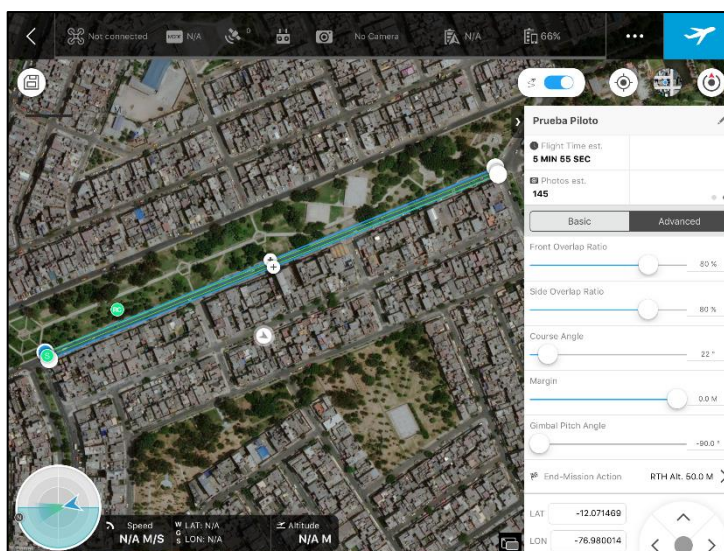 Not connected N/A 0 No Camera N/A 66%
Prueba Piloto
Flight Time est.
5 MIN 55 SEC
Photos est.
145
Basic Advanced
Front Overlap Ratio
80 %
Side Overlap Ratio
80 %
Course Angle
22 °
Margin
0.0 M
Gimbal Pitch Angle
-90.0 °
End-Mission Action RTH Alt. 50.0 M
LAT -12.071469
LON -76.980014
RC
S
Speed
N/A M/S
W G S
LAT: N/A
LON: N/A
Altitude
N/A M